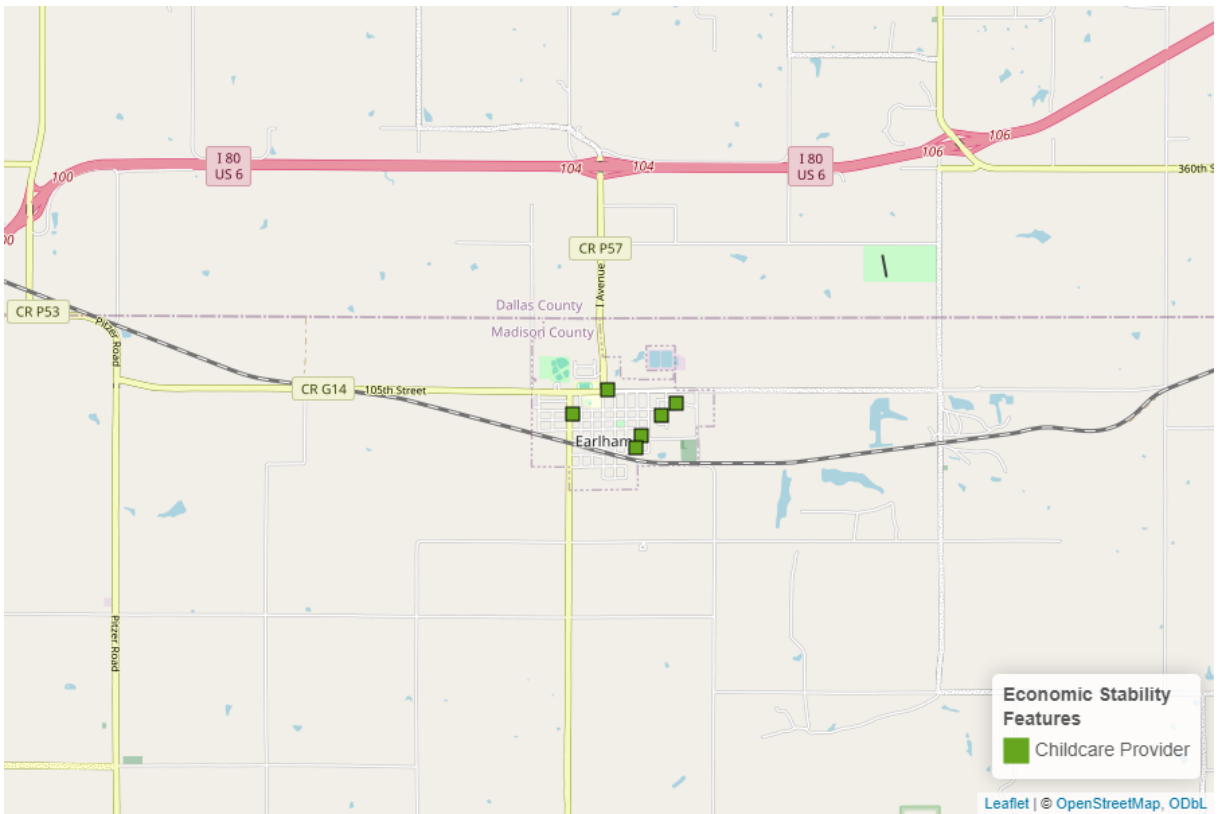 106
106
I 80
US 6
I 80
US 6
104
104
100
360th S
00
CR P57
I Avenue
Dallas County
CR P53
Pitzer Road
Madison County
CR G14
105th Street
Earlham
Pitzer Road
Economic Stability
Features
Childcare Provider
Leaflet | © OpenStreetMap, ODbL